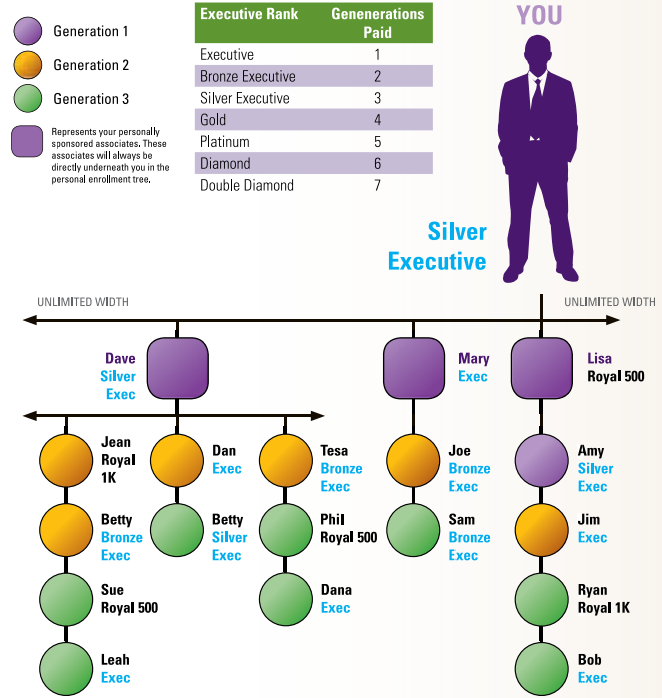 Generation 1
Generation 2
Generation 3
Represents your personally
sponsored associates. These
associates will always be
directly underneath you in the
personal enrollment tree.
Executive Rank Genenerations
Paid
Executive 1
Bronze Executive 2
Silver Executive 3
Gold 4
Platinum 5
Diamond 6
Double Diamond 7
YOU
Silver
Executive
UNLIMITED WIDTH
UNLIMITED WIDTH
Dave
Silver
Exec
Mary
Exec
Lisa
Royal 500
Jean
Royal
1K
Dan
Exec
Tesa
Bronze
Exec
Joe
Bronze
Exec
Amy
Silver
Exec
Betty
Bronze
Exec
Betty
Silver
Exec
Phil
Royal 500
Sam
Bronze
Exec
Jim
Exec
Sue
Royal 500
Dana
Exec
Ryan
Royal 1K
Leah
Exec
Bob
Exec